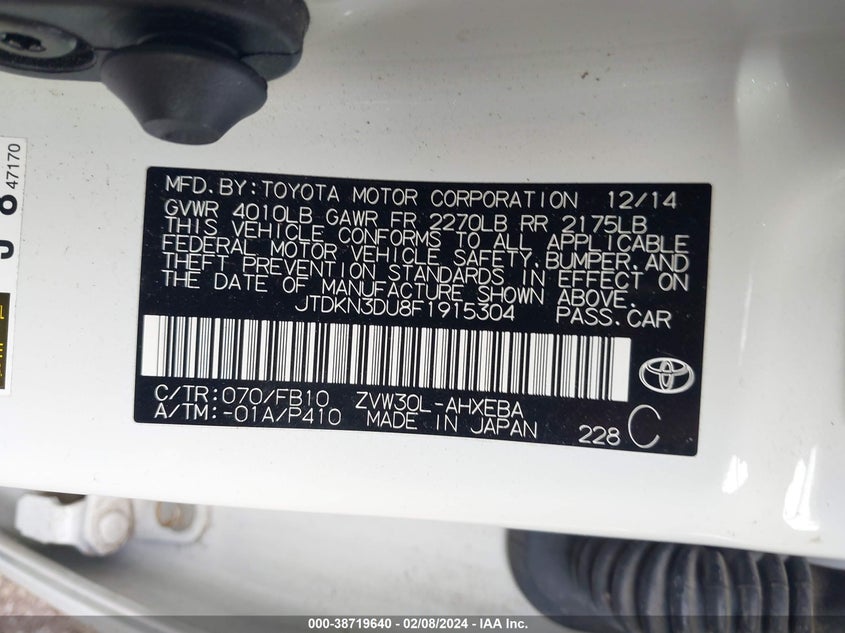 MFD.BY:TOYOTA MOTOR CORPORATION 12/14
GVWR 4010LB GAWR FR 2270LB RR 2175LB
THIS VEHICLE CONFORMS TO ALL APPLICABLE
FEDERAL MOTOR VEHICLE SAFETY,BUMPER,AND
THEFT PREVENTION STANDARDS IN EFFECT ON
THE DATE OF MANUFACTURE SHOWN ABOVE.
JTDKN3DU8F1915304 PASS.CAR
C/TR:070/FB10 ZVW30L-AHXEBA
A/TM:-01A/P410 MADE IN JAPAN 228 C
47170
000-38719640 - 02/08/2024 - IAA Inc.